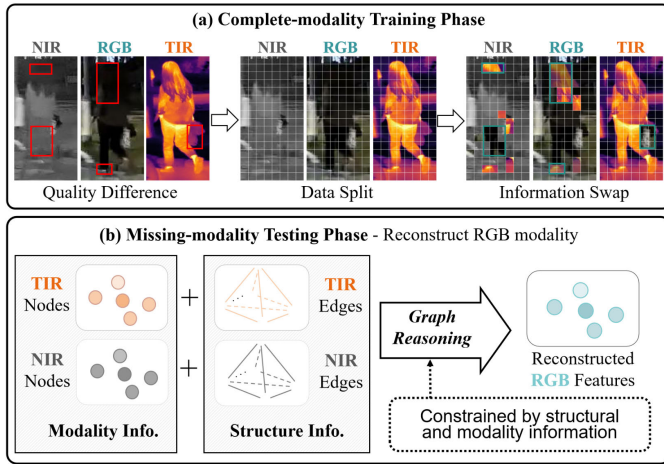 (a) Complete-modality Training Phase
NIR RGB TIR NIR RGB TIR NIR RGB TIR
Quality Difference Data Split Information Swap
(b) Missing-modality Testing Phase - Reconstruct RGB modality
TIR
Nodes
+
TIR
Edges
NIR
Nodes
+
NIR
Edges
Modality Info. Structure Info.
Graph
Reasoning
Reconstructed
RGB Features
Constrained by structural
and modality information